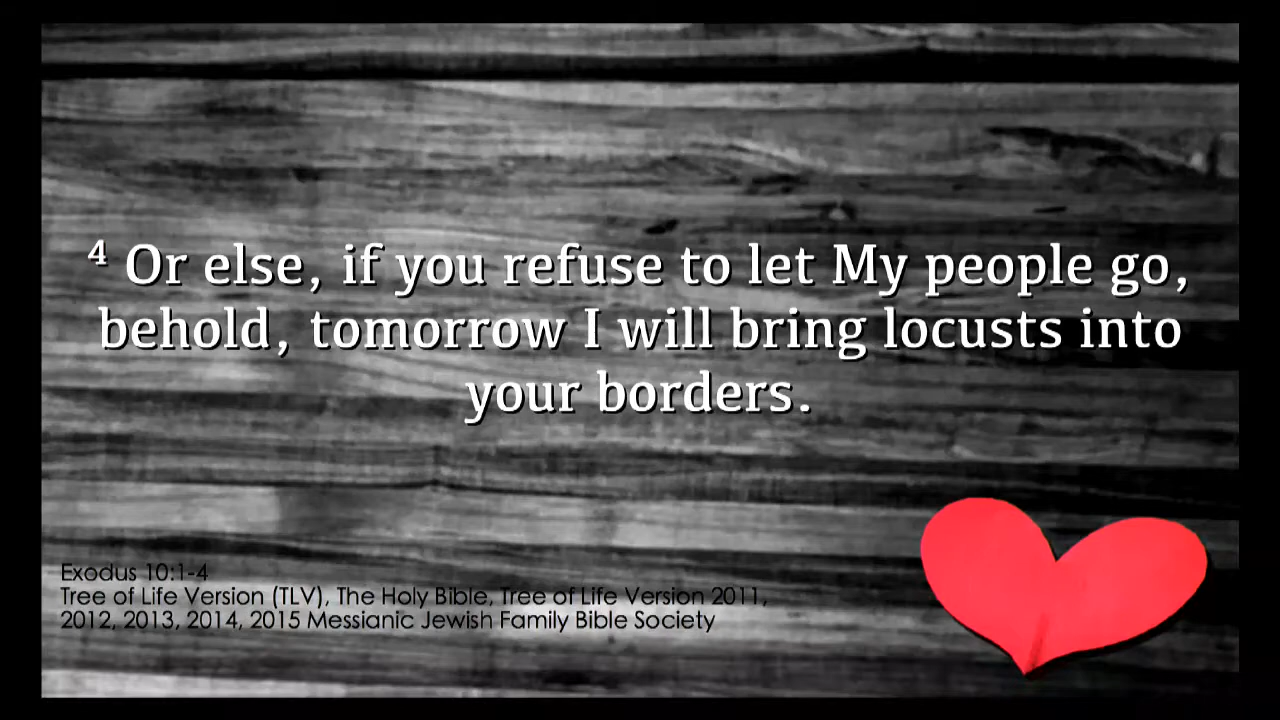 ⁴ Or else, if you refuse to let My people go,
behold, tomorrow I will bring locusts into
your borders.
Exodus 10:1-4
Tree of Life Version (TLV), The Holy Bible, Tree of Life Version 2011,
2012, 2013, 2014, 2015 Messianic Jewish Family Bible Society